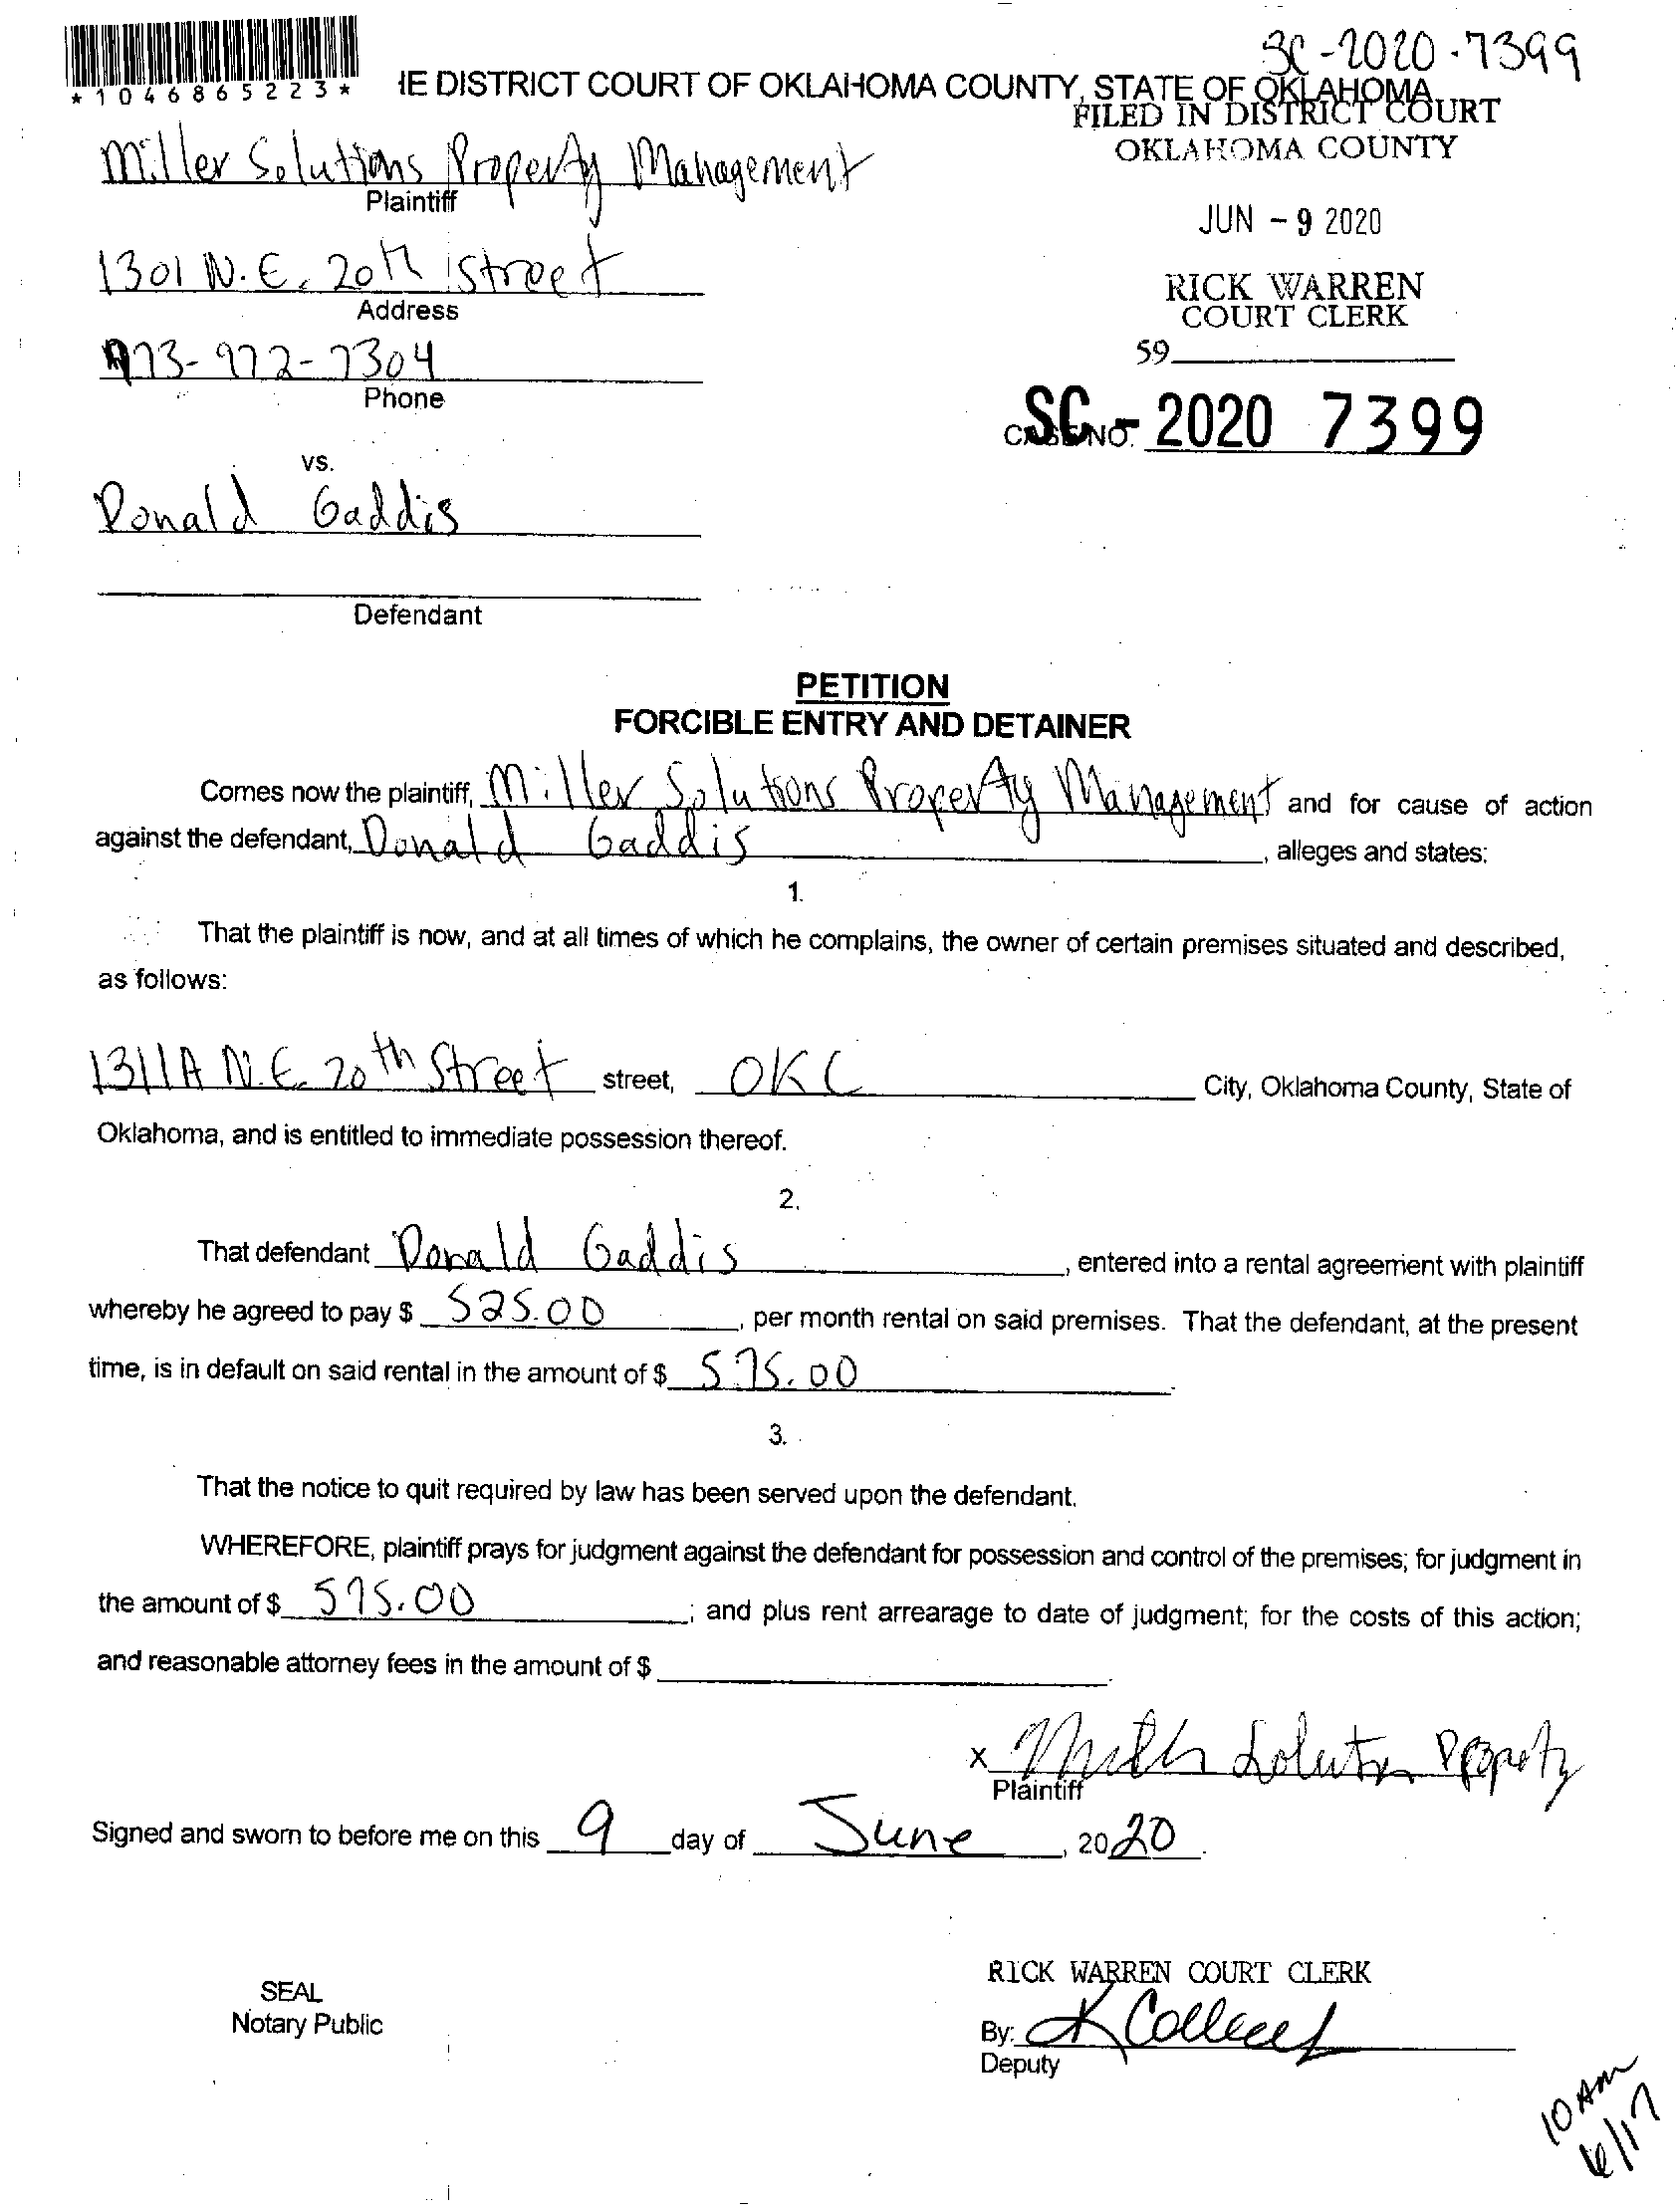 SC-2020-7399
*1046865223*
IE DISTRICT COURT OF OKLAHOMA COUNTY, STATE OF OKLAHOMA
FILED IN DISTRICT COURT
OKLAHOMA COUNTY
Miller Solutions Property Management
Plaintiff
JUN - 9 2020
1301 N.E. 20th Street
Address
RICK WARREN
COURT CLERK
973-972-7304
Phone
59
CASE NO. SC - 2020 7399
vs.
Donald Gaddis
Defendant
PETITION
FORCIBLE ENTRY AND DETAINER
Comes now the plaintiff, Miller Solutions Property Management and for cause of action
against the defendant, Donald Gaddis, alleges and states:
1.
That the plaintiff is now, and at all times of which he complains, the owner of certain premises situated and described,
as follows:
1311A N.E. 20th Street street, OKC City, Oklahoma County, State of
Oklahoma, and is entitled to immediate possession thereof.
2.
That defendant Donald Gaddis, entered into a rental agreement with plaintiff
whereby he agreed to pay $ 525.00, per month rental on said premises. That the defendant, at the present
time, is in default on said rental in the amount of $ 575.00.
3.
That the notice to quit required by law has been served upon the defendant.
WHEREFORE, plaintiff prays for judgment against the defendant for possession and control of the premises; for judgment in
the amount of $ 575.00; and plus rent arrearage to date of judgment; for the costs of this action;
and reasonable attorney fees in the amount of $ .
x Miller Solution Property
Plaintiff
Signed and sworn to before me on this 9 day of June, 2020.
RICK WARREN COURT CLERK
SEAL
Notary Public
By: K
Deputy
10 AM
6/17